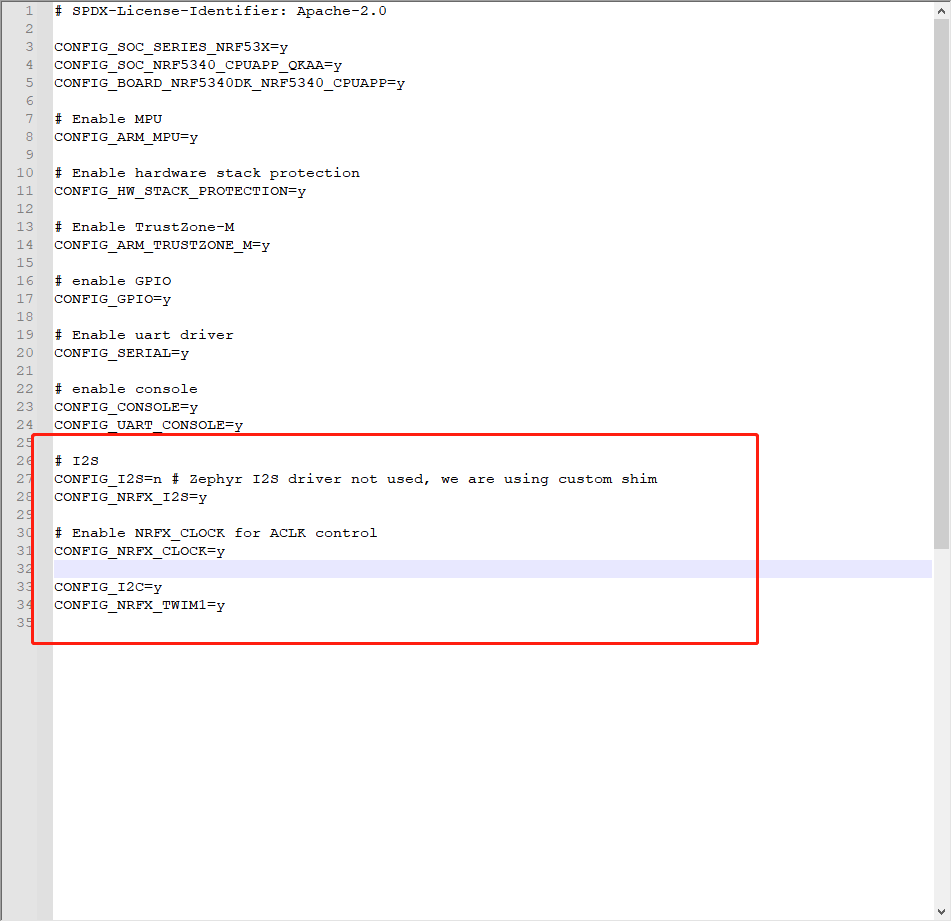 1 # SPDX-License-Identifier: Apache-2.0
2
3 CONFIG_SOC_SERIES_NRF53X=y
4 CONFIG_SOC_NRF5340_CPUAPP_QKAA=y
5 CONFIG_BOARD_NRF5340DK_NRF5340_CPUAPP=y
6
7 # Enable MPU
8 CONFIG_ARM_MPU=y
9
10 # Enable hardware stack protection
11 CONFIG_HW_STACK_PROTECTION=y
12
13 # Enable TrustZone-M
14 CONFIG_ARM_TRUSTZONE_M=y
15
16 # enable GPIO
17 CONFIG_GPIO=y
18
19 # Enable uart driver
20 CONFIG_SERIAL=y
21
22 # enable console
23 CONFIG_CONSOLE=y
24 CONFIG_UART_CONSOLE=y
25
26 # I2S
27 CONFIG_I2S=n # Zephyr I2S driver not used, we are using custom shim
28 CONFIG_NRFX_I2S=y
29
30 # Enable NRFX_CLOCK for ACLK control
31 CONFIG_NRFX_CLOCK=y
32
33 CONFIG_I2C=y
34 CONFIG_NRFX_TWIM1=y
35